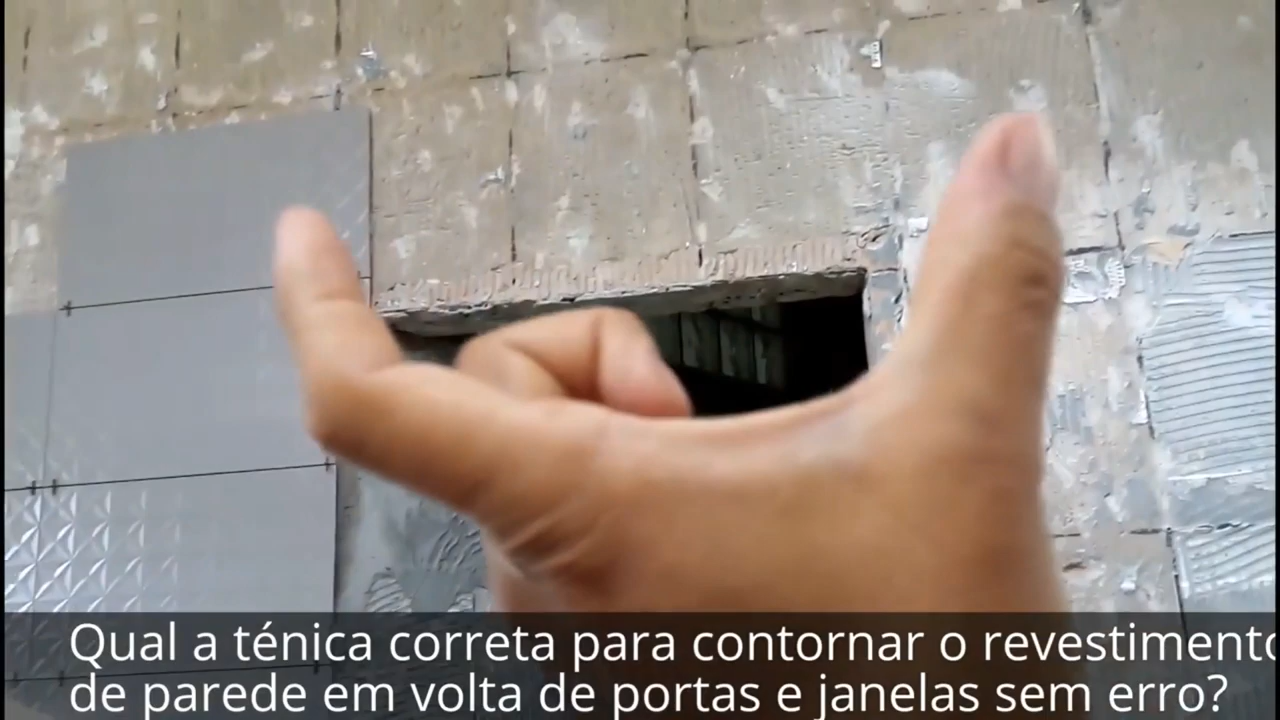 Qual a ténica correta para contornar o revestimento
de parede em volta de portas e janelas sem erro?